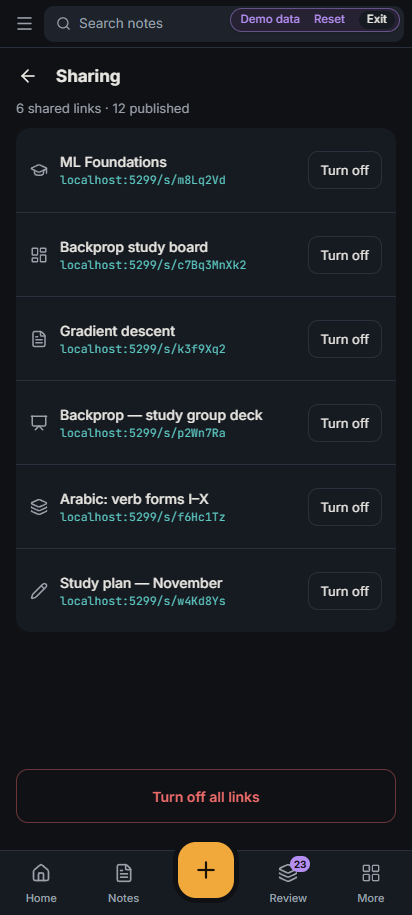 Search notes
Demo data Reset Exit
Sharing
6 shared links · 12 published
ML Foundations
localhost:5299/s/m8Lq2Vd
Turn off
Backprop study board
localhost:5299/s/c7Bq3MnXk2
Turn off
Gradient descent
localhost:5299/s/k3f9Xq2
Turn off
Backprop — study group deck
localhost:5299/s/p2Wn7Ra
Turn off
Arabic: verb forms I–X
localhost:5299/s/f6Hc1Tz
Turn off
Study plan — November
localhost:5299/s/w4Kd8Ys
Turn off
Turn off all links
23
Home Notes Review More